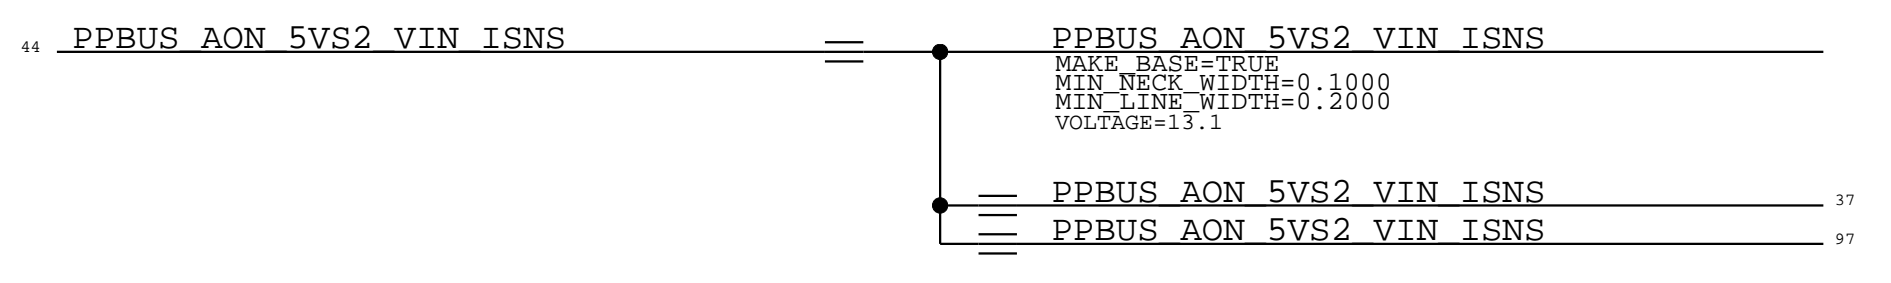 44 PPBUS_AON_5VS2_VIN_ISNS
PPBUS_AON_5VS2_VIN_ISNS
MAKE_BASE=TRUE
MIN_NECK_WIDTH=0.1000
MIN_LINE_WIDTH=0.2000
VOLTAGE=13.1
PPBUS_AON_5VS2_VIN_ISNS 37
PPBUS_AON_5VS2_VIN_ISNS 97